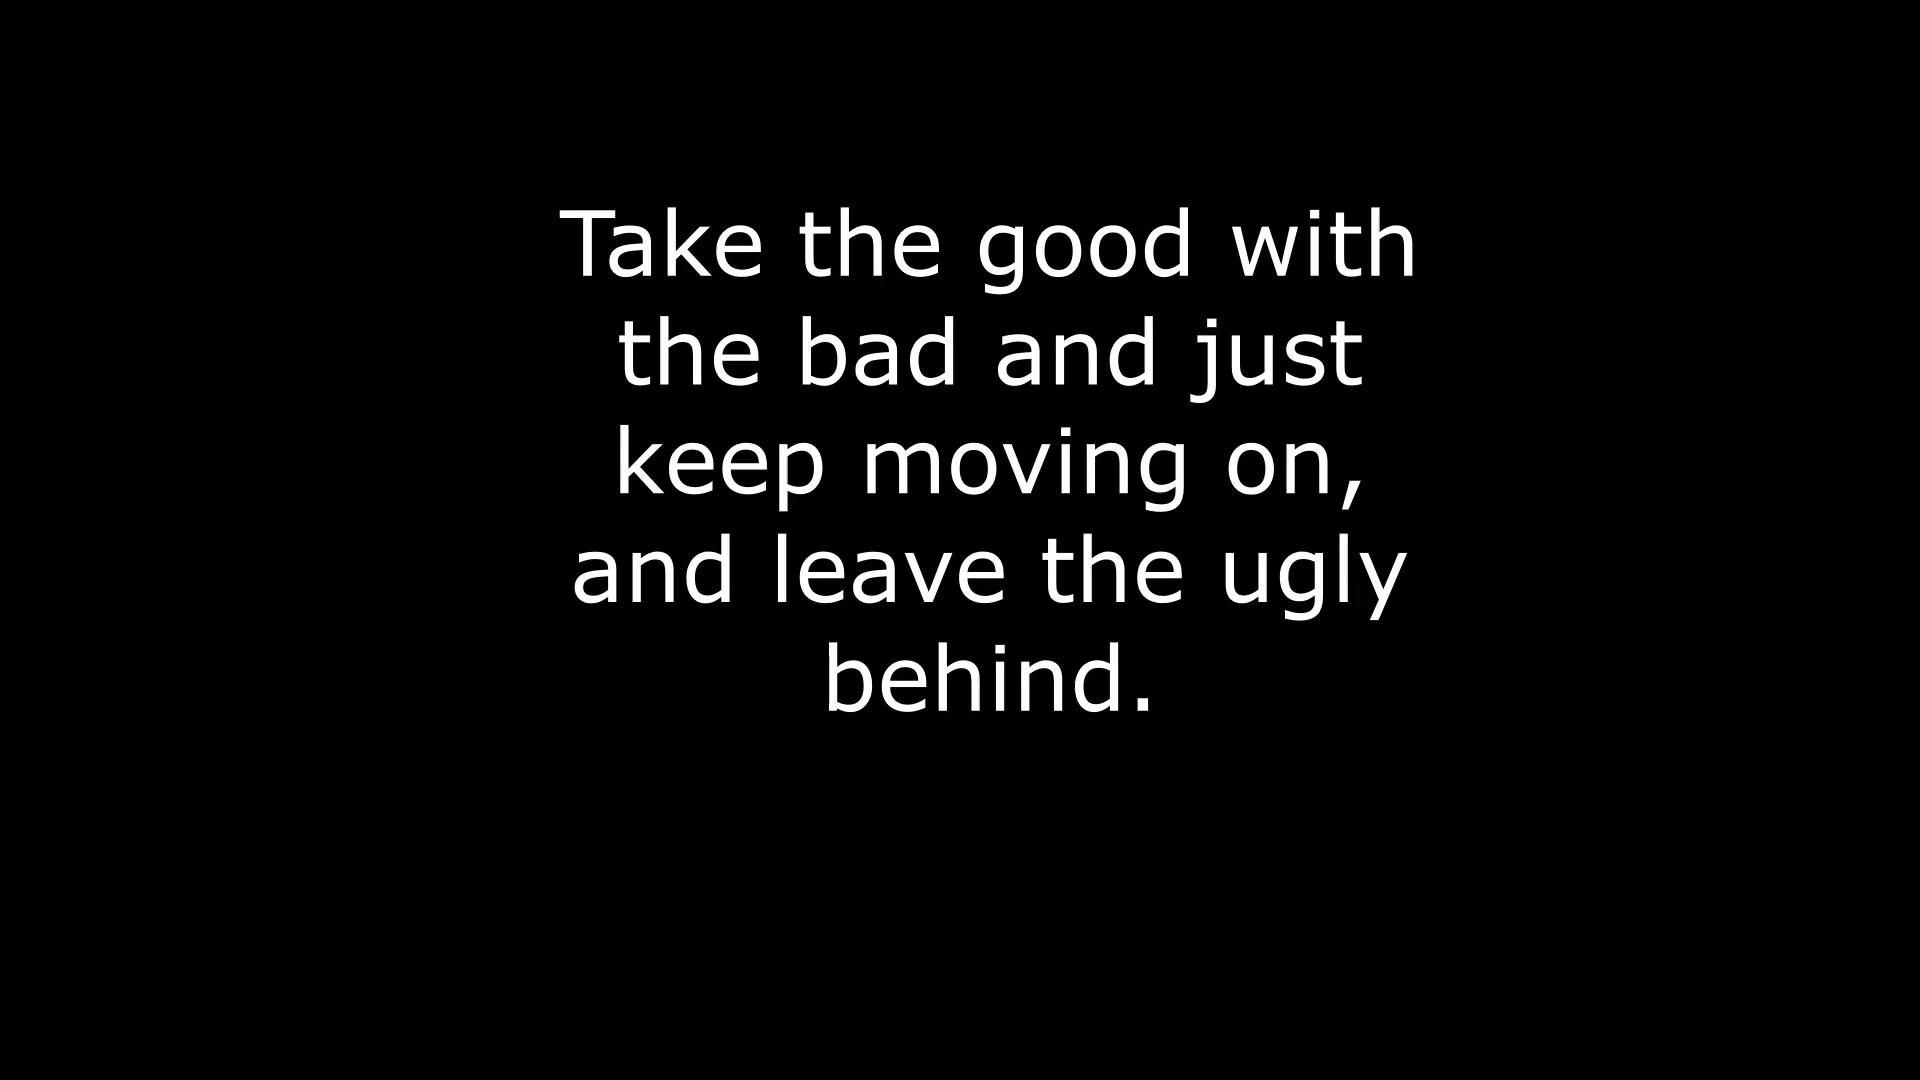 Take the good with
the bad and just
keep moving on,
and leave the ugly
behind.